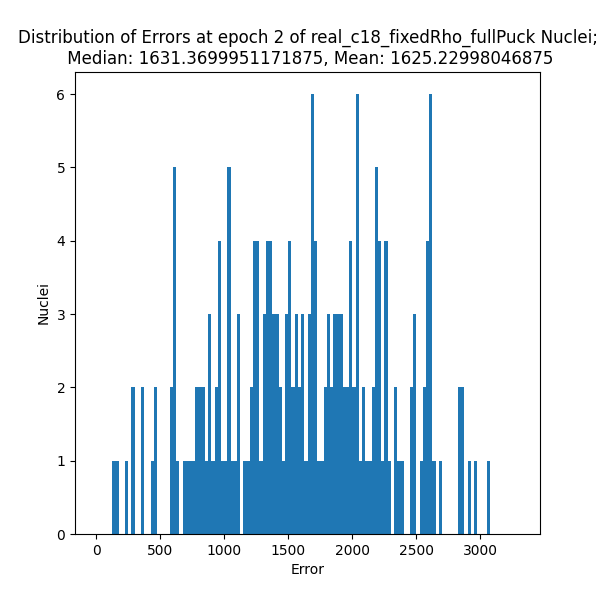 Distribution of Errors at epoch 2 of real_c18_fixedRho_fullPuck Nuclei;
Median: 1631.3699951171875, Mean: 1625.22998046875
6
5
4
3
2
1
0
Nuclei
0 500 1000 1500 2000 2500 3000
Error